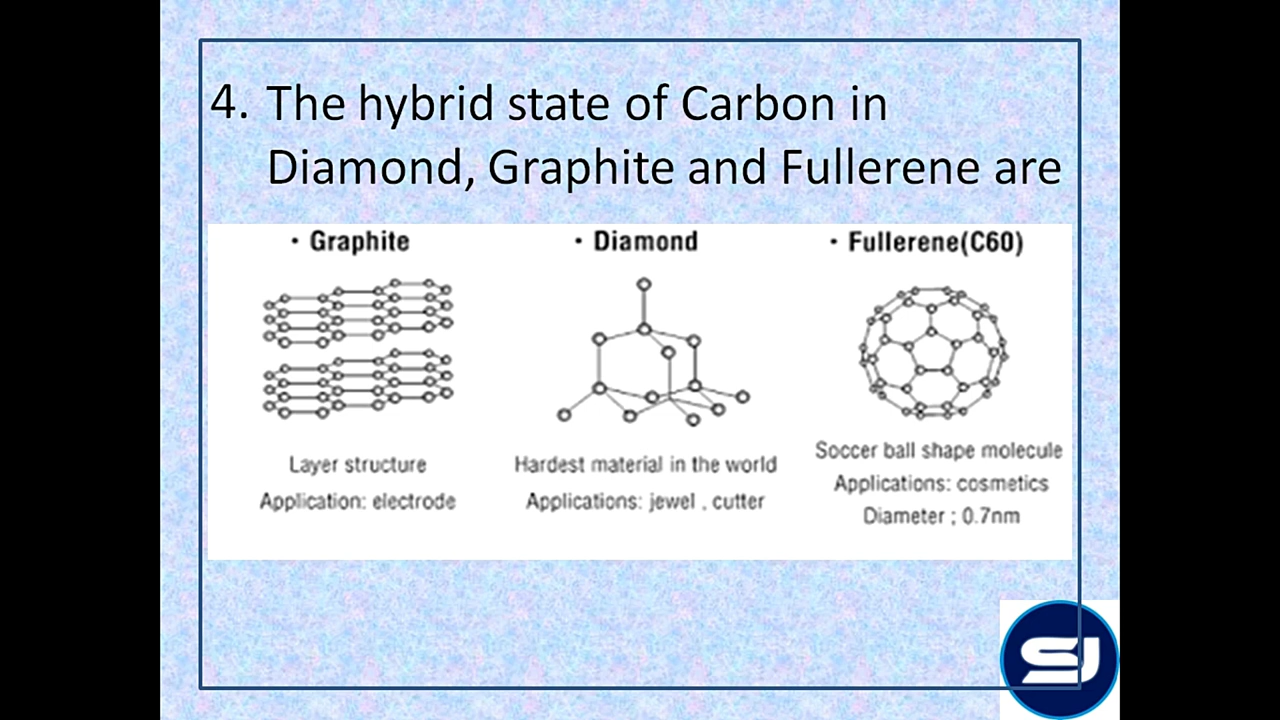 4. The hybrid state of Carbon in
Diamond, Graphite and Fullerene are
• Graphite
• Diamond
• Fullerene(C60)
Layer structure
Application: electrode
Hardest material in the world
Applications: jewel , cutter
Soccer ball shape molecule
Applications: cosmetics
Diameter ; 0.7nm
SJ